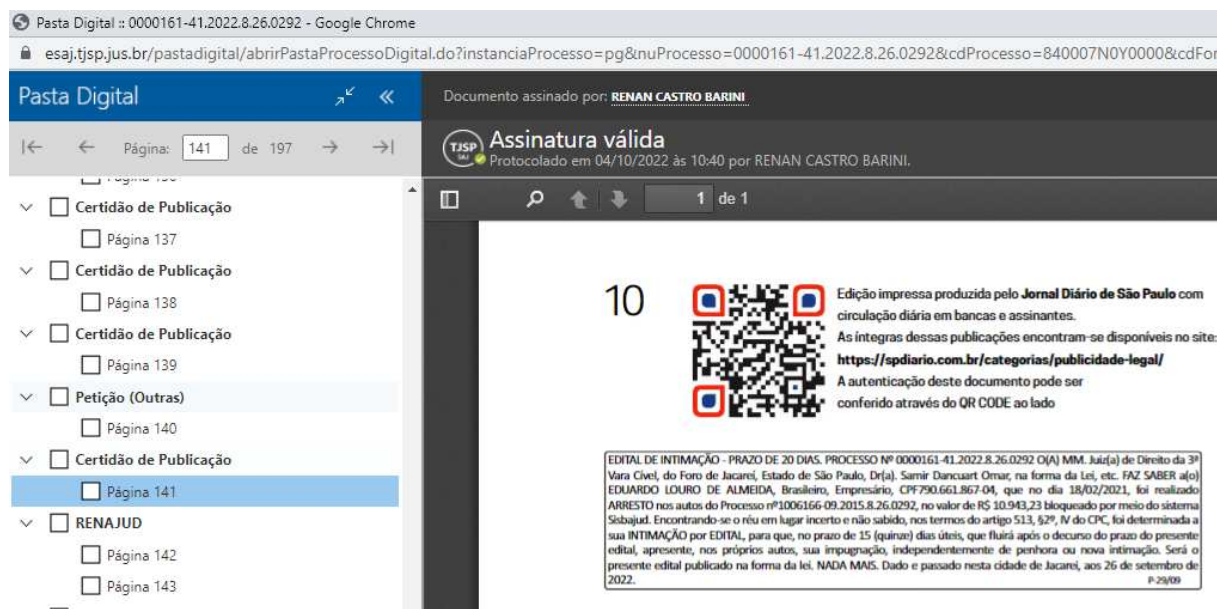 Pasta Digital :: 0000161-41.2022.8.26.0292 - Google Chrome
esaj.tjsp.jus.br/pastadigital/abrirPastaProcessoDigital.do?instanciaProcesso=pg&nuProcesso=0000161-41.2022.8.26.0292&cdProcesso=840007N0Y0000&cdFor
Pasta Digital
Página: 141 de 197
Certidão de Publicação
Página 137
Certidão de Publicação
Página 138
Certidão de Publicação
Página 139
Petição (Outras)
Página 140
Certidão de Publicação
Página 141
RENAJUD
Página 142
Página 143
Documento assinado por: RENAN CASTRO BARINI
TJSP
SAJ
Assinatura válida
Protocolado em 04/10/2022 às 10:40 por RENAN CASTRO BARINI.
1 de 1
10
Edição impressa produzida pelo Jornal Diário de São Paulo com
circulação diária em bancas e assinantes.
As íntegras dessas publicações encontram-se disponíveis no site:
https://spdiario.com.br/categorias/publicidade-legal/
A autenticação deste documento pode ser
conferido através do QR CODE ao lado
EDITAL DE INTIMAÇÃO - PRAZO DE 20 DIAS. PROCESSO Nº 0000161-41.2022.8.26.0292 O(A) MM. Juiz(a) de Direito da 3ª
Vara Cível, do Foro de Jacareí, Estado de São Paulo, Dr(a). Samir Dancuart Omar, na forma da Lei, etc. FAZ SABER a(o)
EDUARDO LOURO DE ALMEIDA, Brasileiro, Empresário, CPF790.661.867-04, que no dia 18/02/2021, foi realizado
ARRESTO nos autos do Processo nº1006166-09.2015.8.26.0292, no valor de R$ 10.943,23 bloqueado por meio do sistema
Sisbajud. Encontrando-se o réu em lugar incerto e não sabido, nos termos do artigo 513, §2º, IV do CPC, foi determinada a
sua INTIMAÇÃO por EDITAL, para que, no prazo de 15 (quinze) dias úteis, que fluirá após o decurso do prazo do presente
edital, apresente, nos próprios autos, sua impugnação, independentemente de penhora ou nova intimação. Será o
presente edital publicado na forma da lei. NADA MAIS. Dado e passado nesta cidade de Jacareí, aos 26 de setembro de
2022. P-29/09